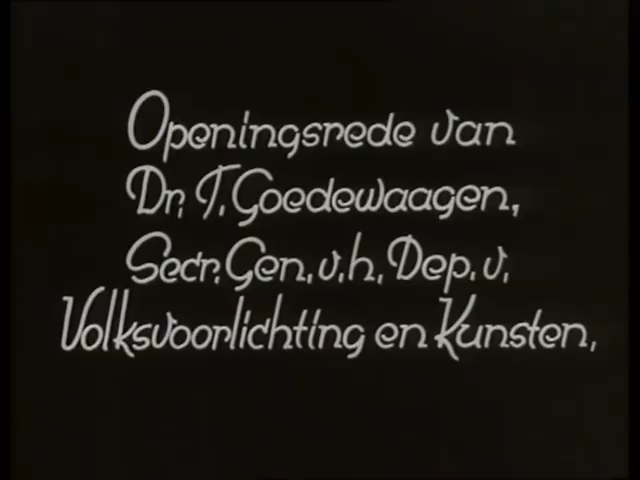 Openingsrede van
Dr. T. Goedewaagen,
Secr. Gen. v.h. Dep. v.
Volksvoorlichting en Kunsten,